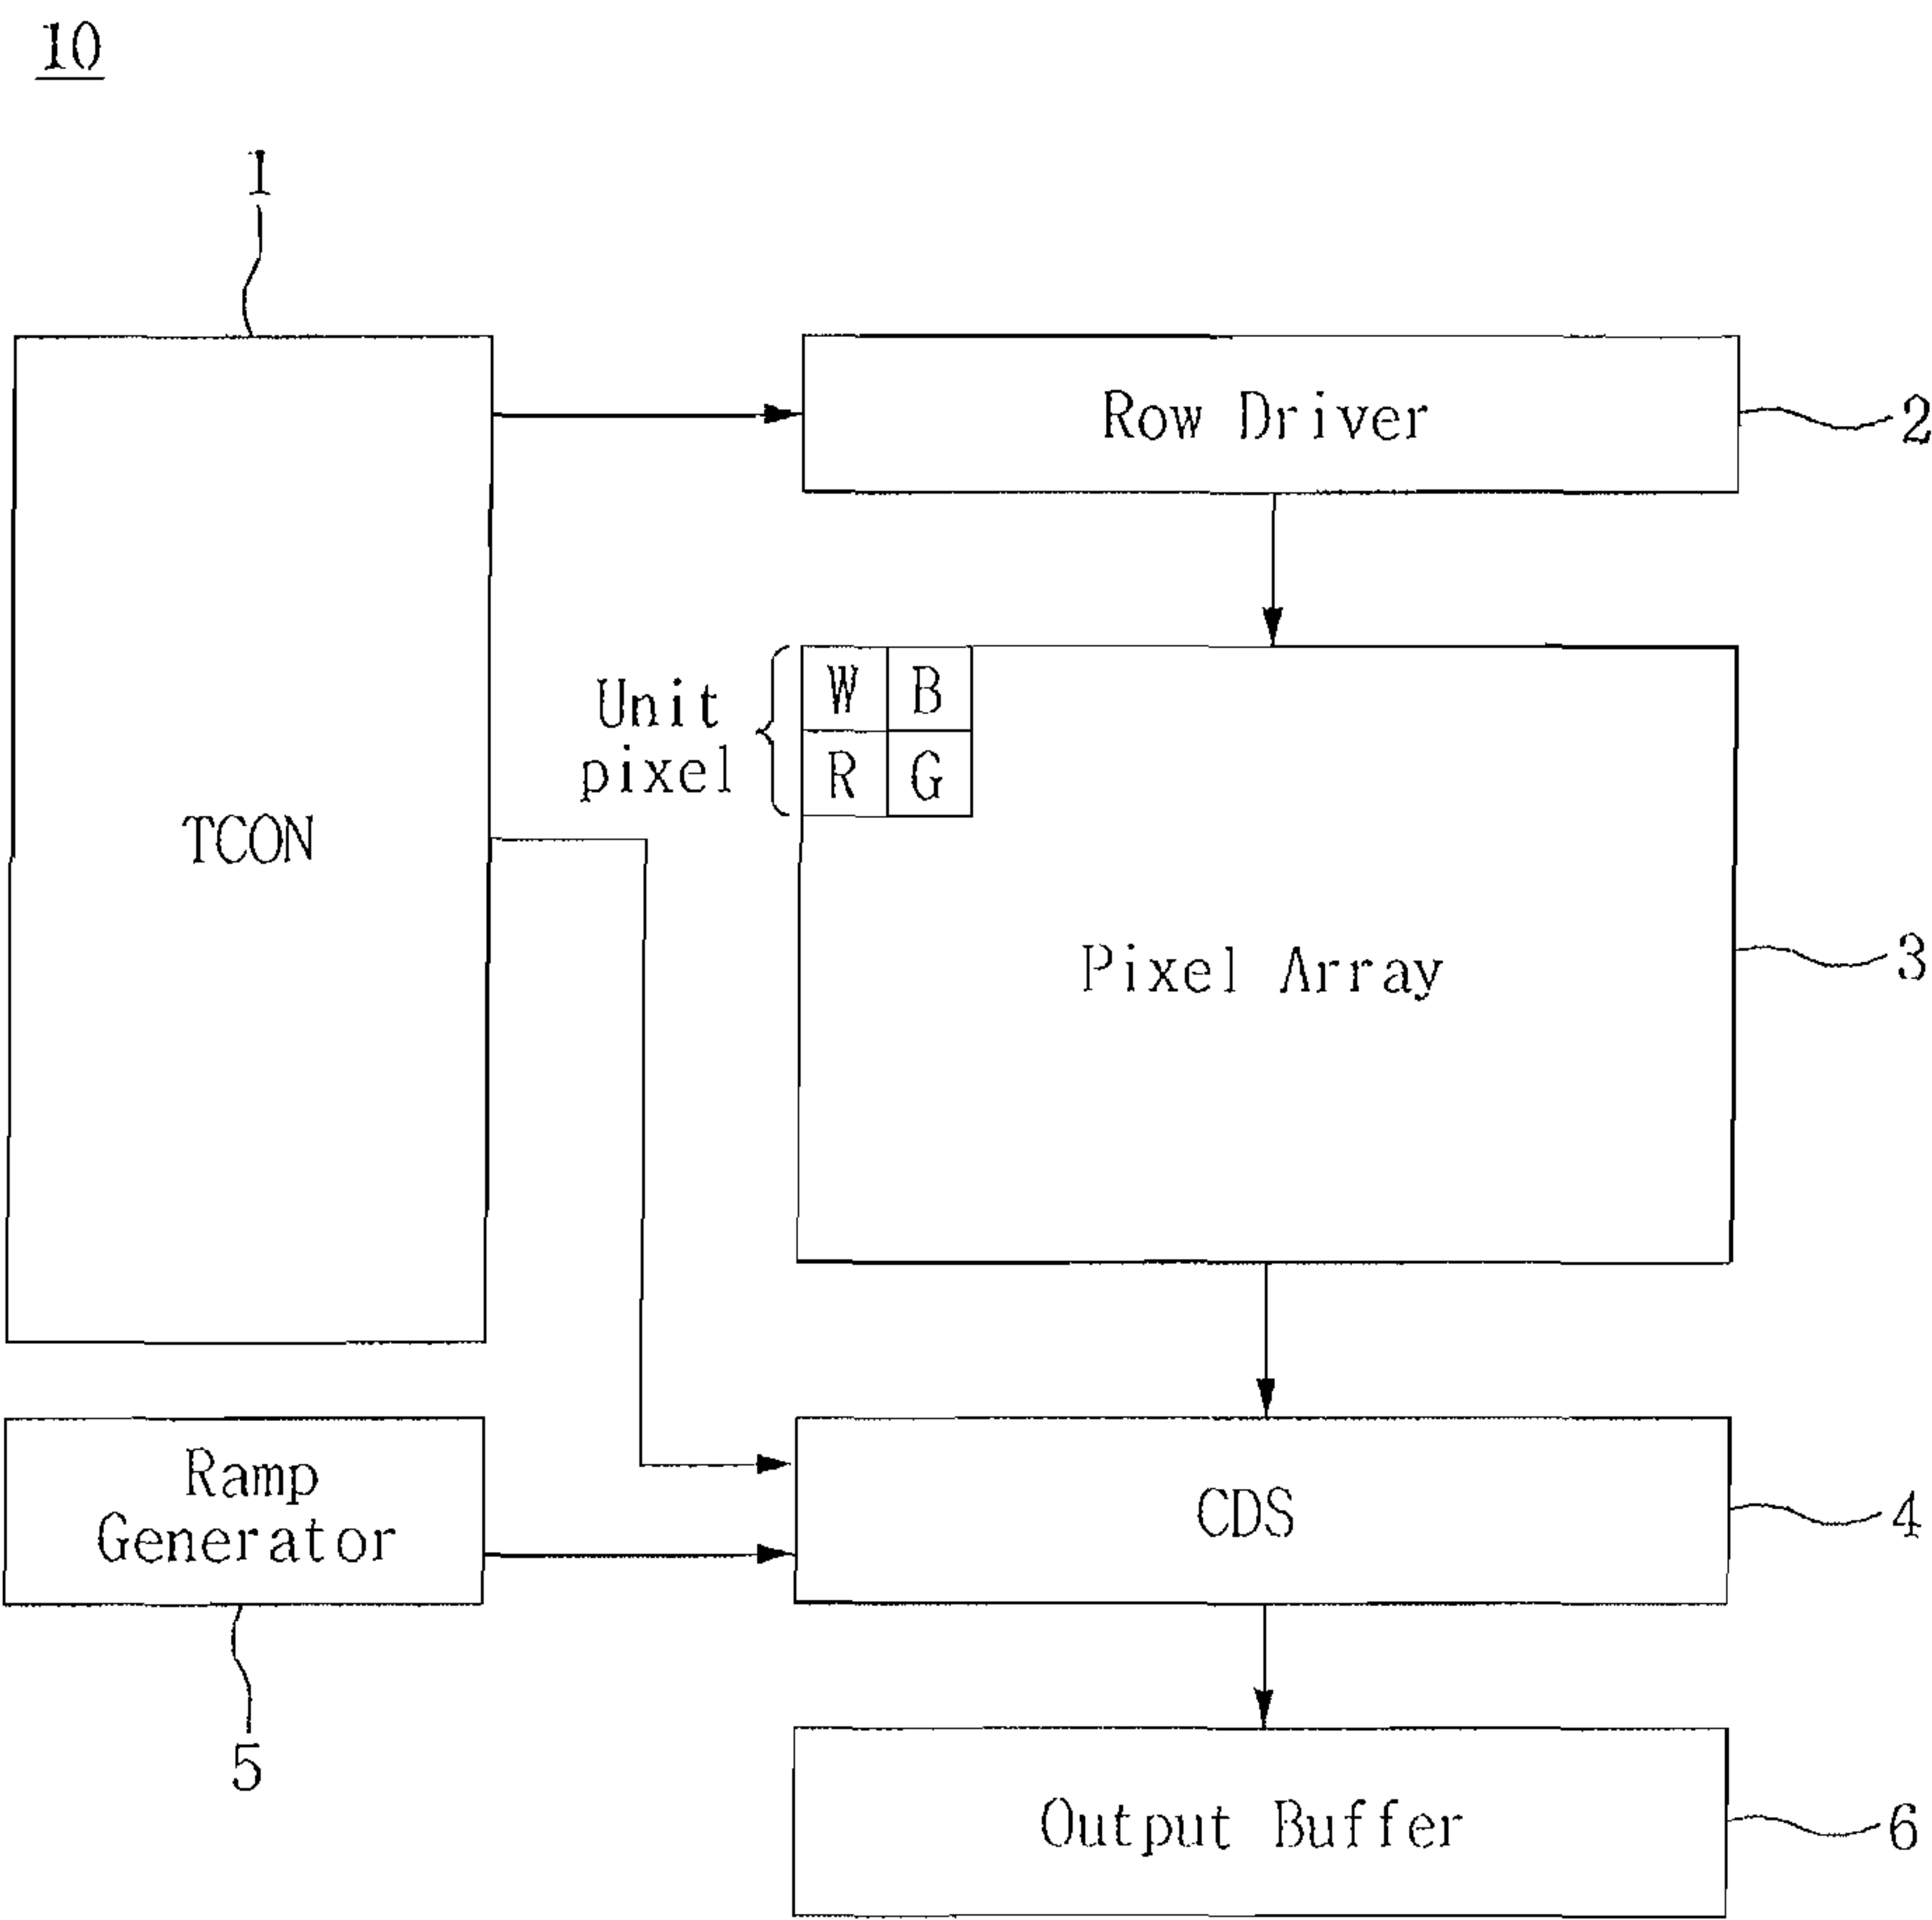 10
1
Row Driver
2
Unit
pixel
W B
R G
TCON
Pixel Array
3
Ramp
Generator
CDS
4
5
Output Buffer
6